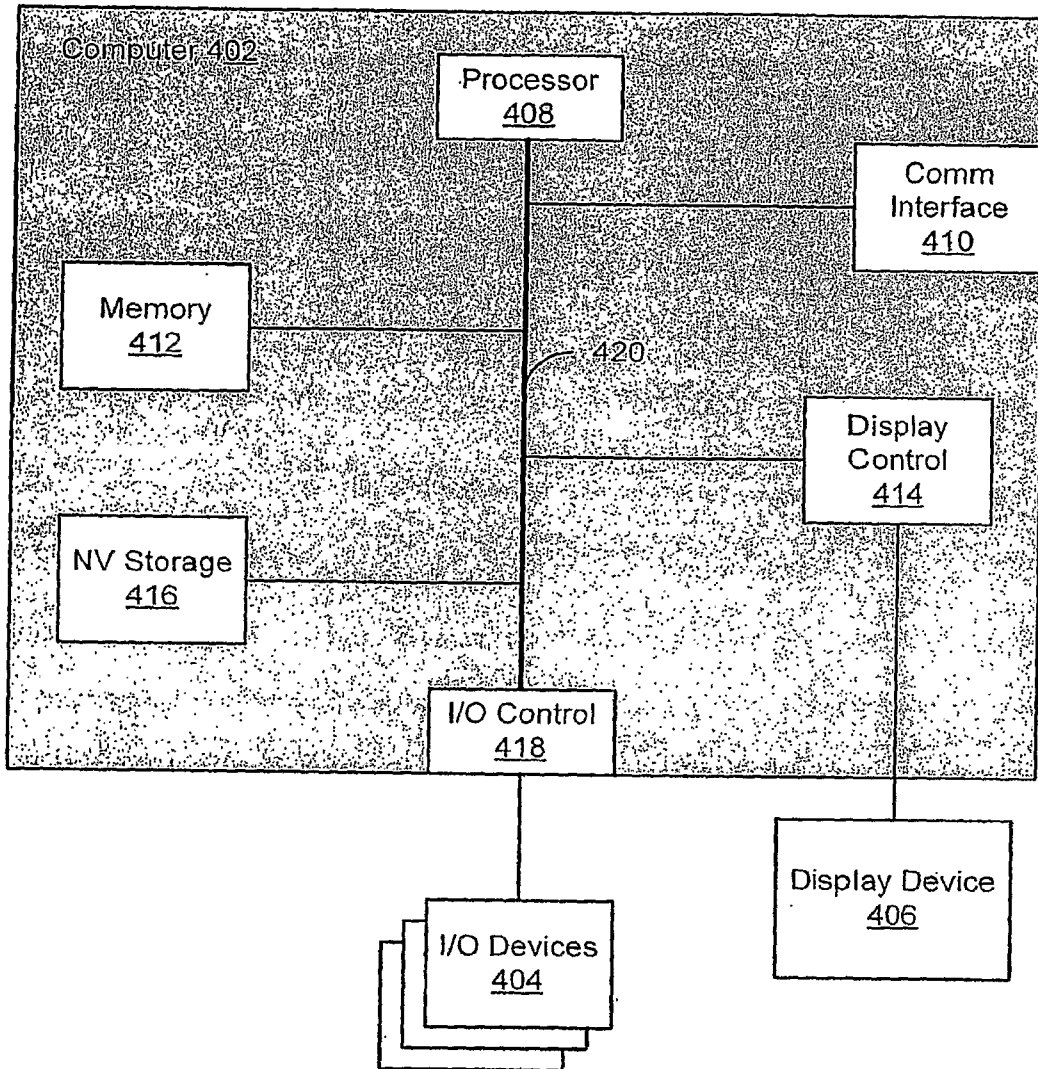 Computer 402
Processor
408
Comm
Interface
410
Memory
412
420
Display
Control
414
NV Storage
416
I/O Control
418
Display Device
406
I/O Devices
404